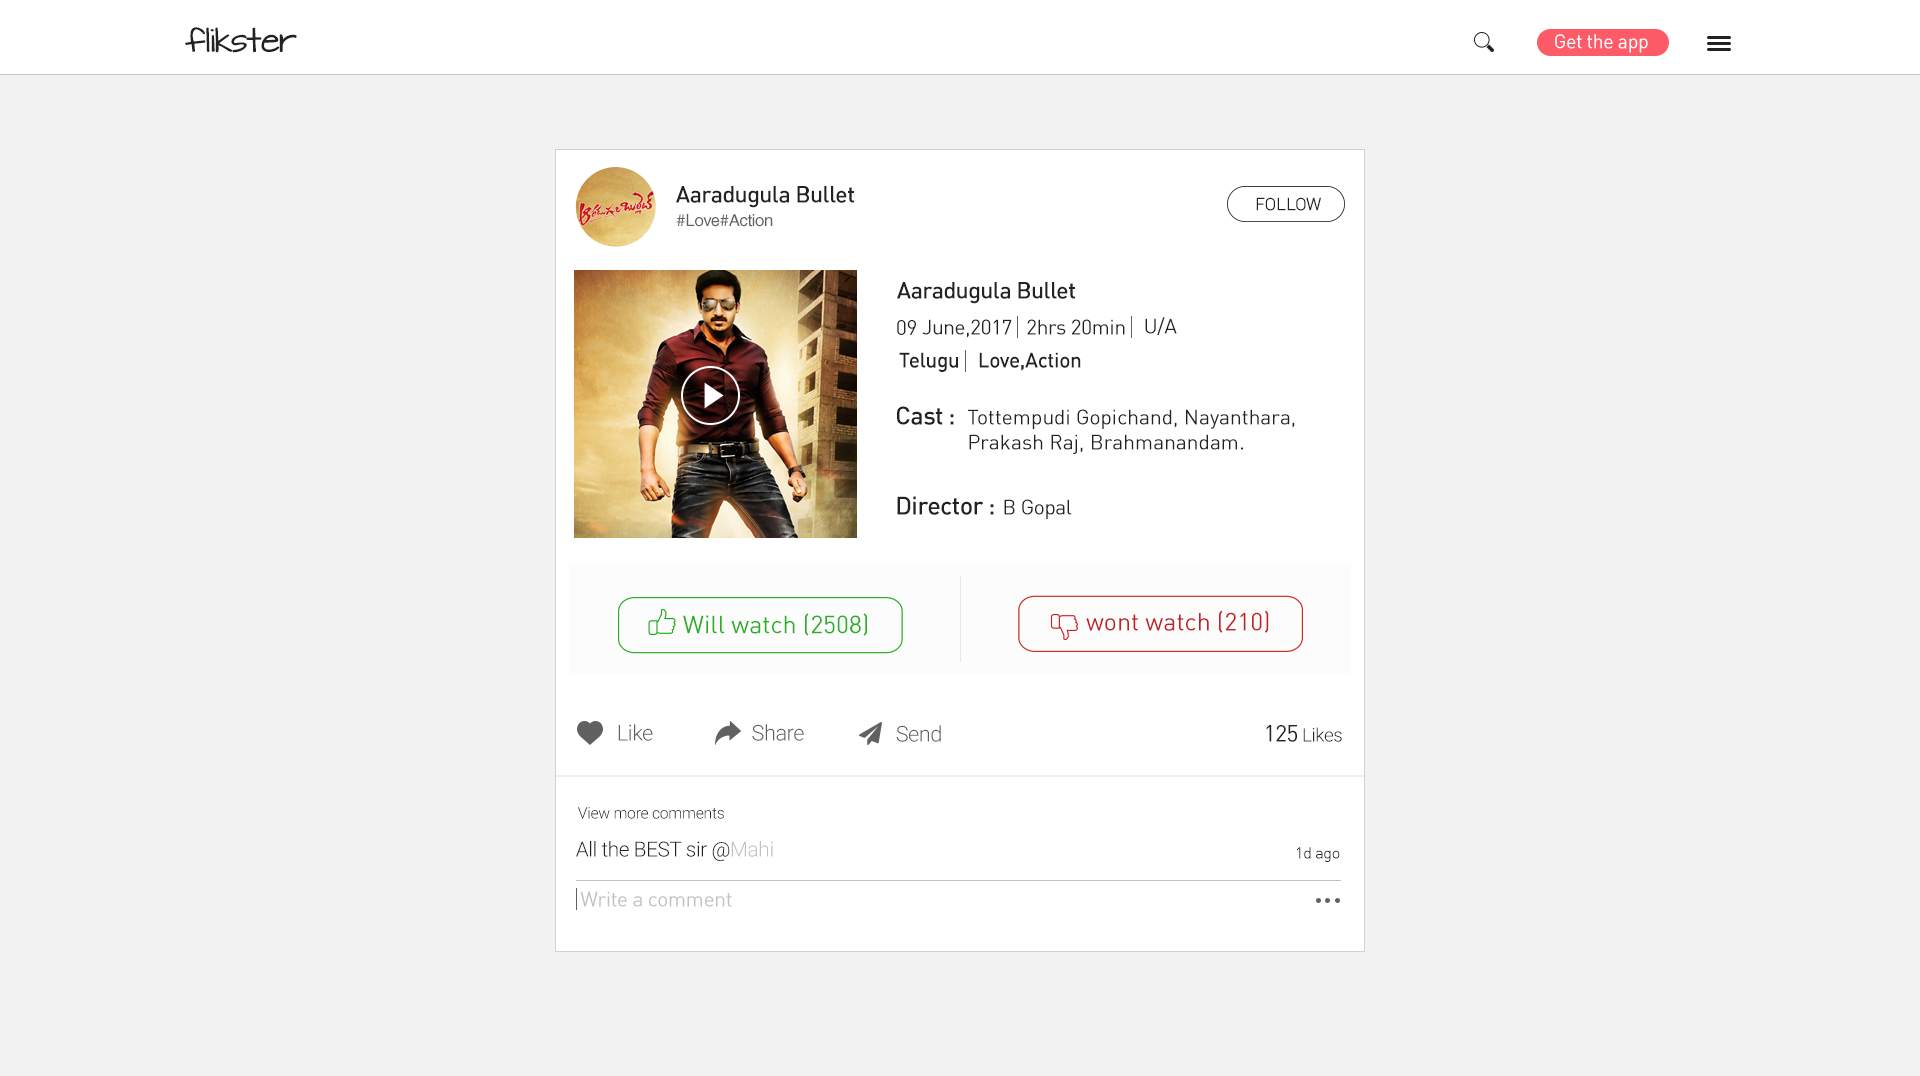 flikster
Get the app
ఆరడుగుల బుల్లెట్
Aaradugula Bullet
#Love#Action
FOLLOW
Aaradugula Bullet
09 June,2017 | 2hrs 20min | U/A
Telugu | Love,Action
Cast : Tottempudi Gopichand, Nayanthara,
Prakash Raj, Brahmanandam.
Director : B Gopal
Will watch (2508)
wont watch (210)
Like
Share
Send
125 Likes
View more comments
All the BEST sir @Mahi
1d ago
Write a comment